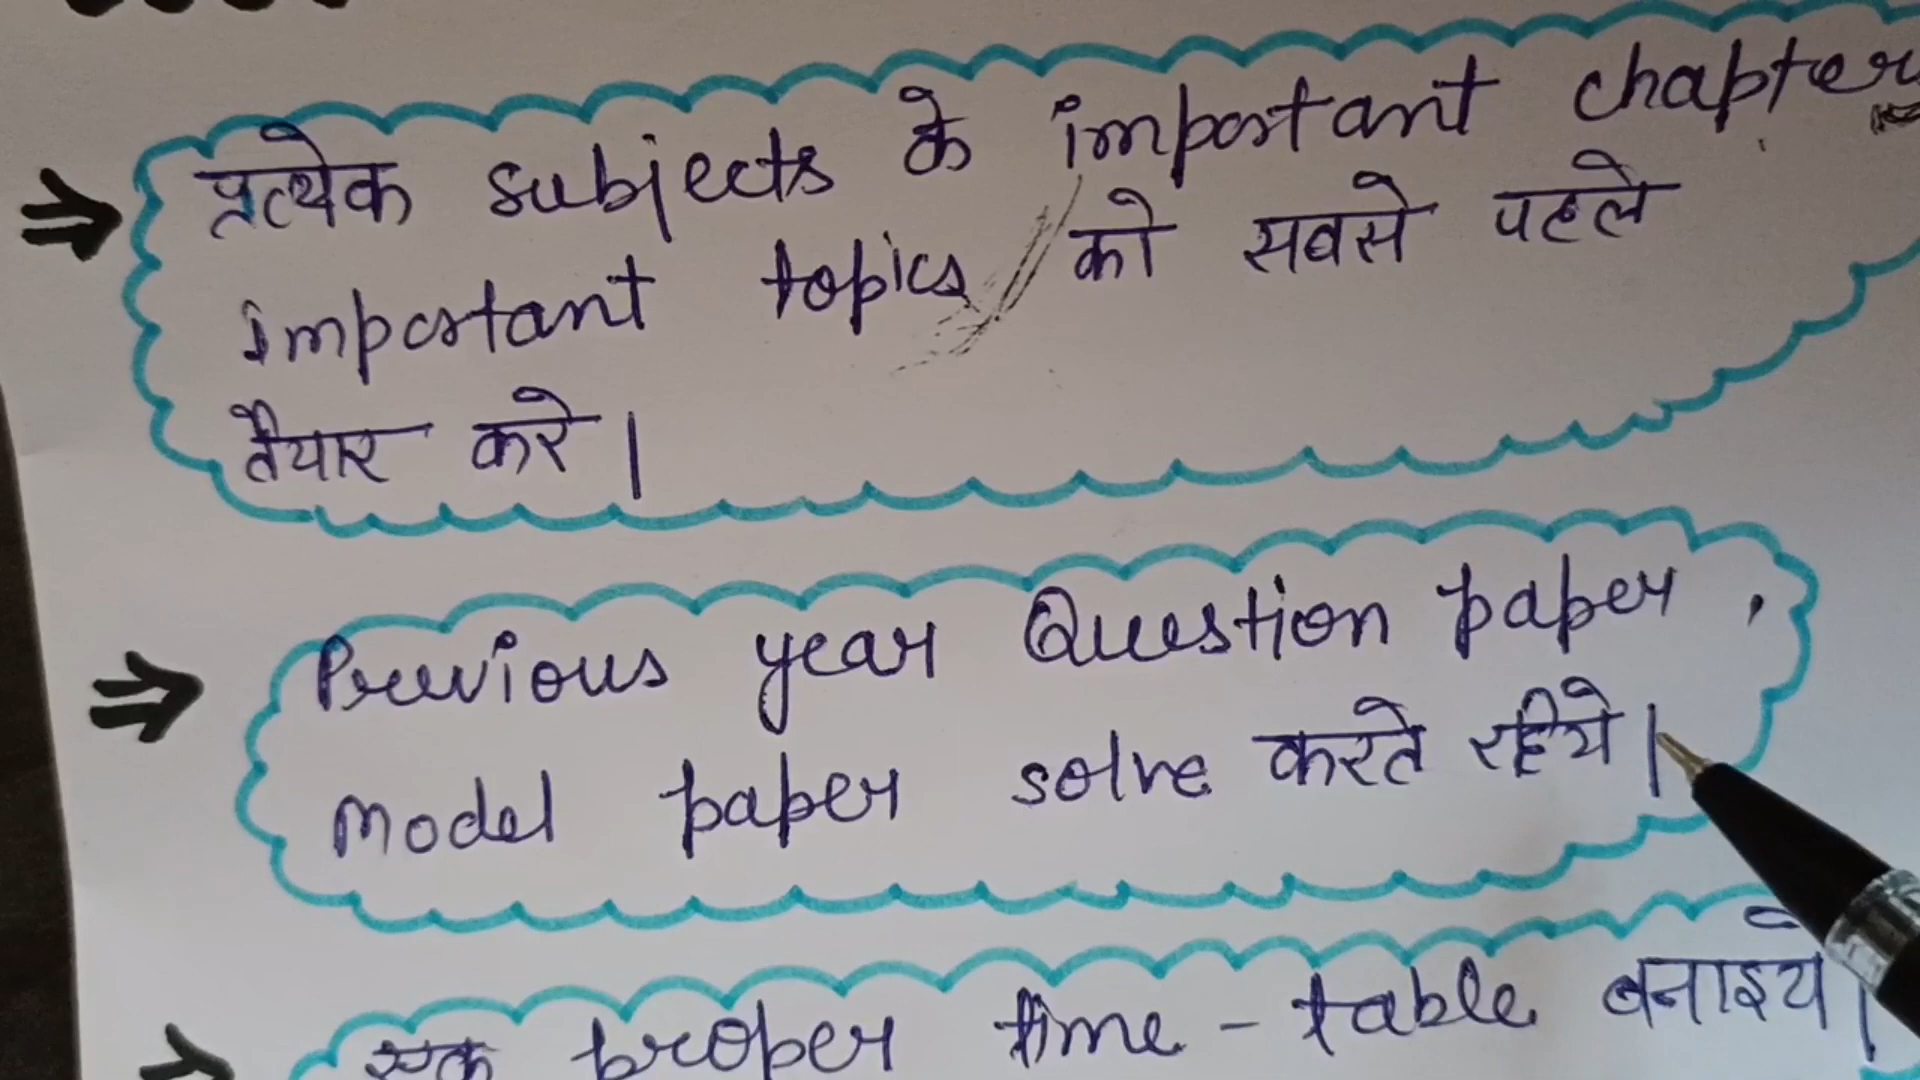 प्रत्येक subjects के important chapter
important topics को सबसे पहले
तैयार करे |
Previous year Question paper,
Model paper solve करते रहीये |
एक proper time-table बनाइये |